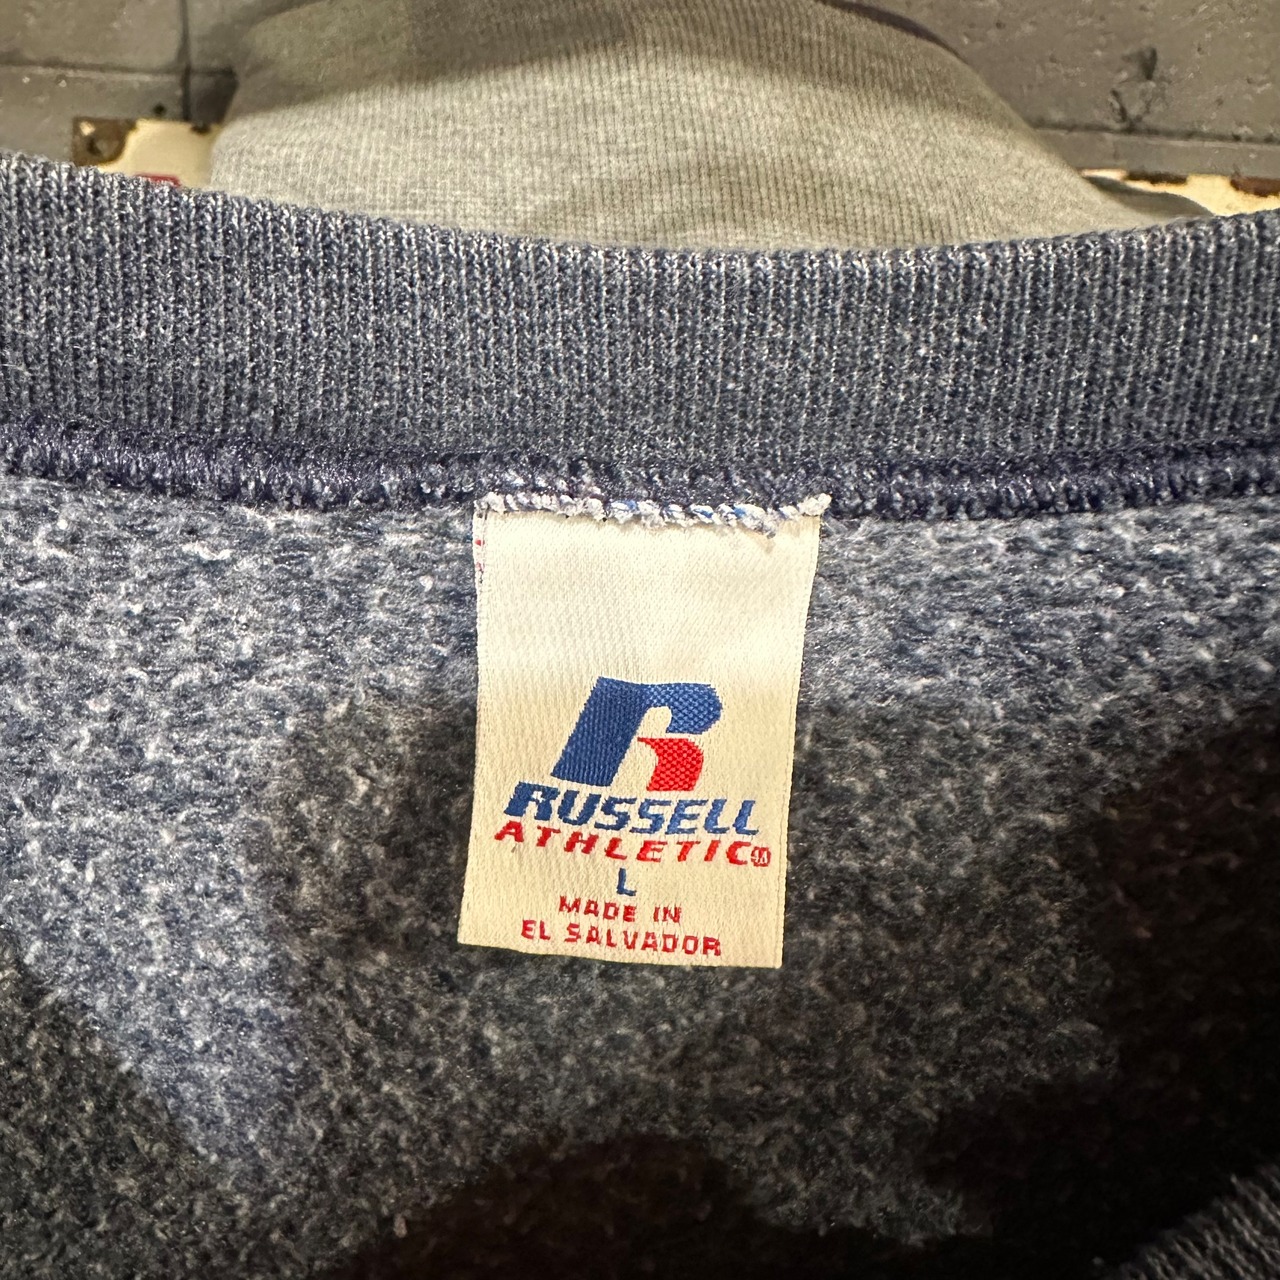 RUSSELL
ATHLETIC®
L
MADE IN
EL SALVADOR